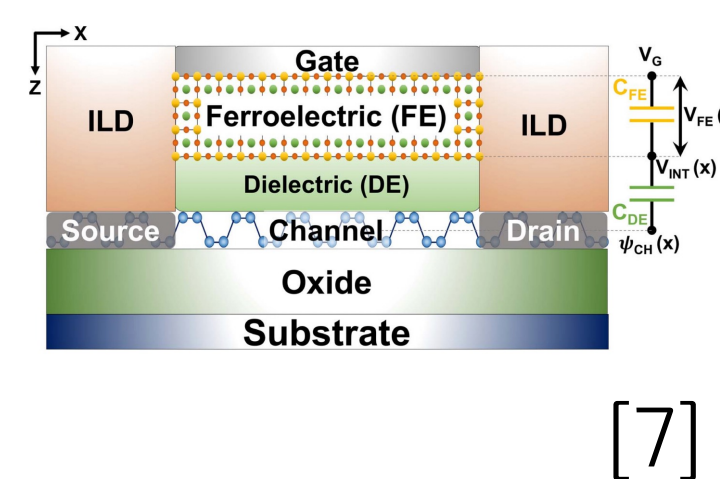 X
Z
Gate
V_G
C_FE
ILD
Ferroelectric (FE)
ILD
V_FE (
V_INT (x)
Dielectric (DE)
C_DE
Source
Channel
Drain
ψ_CH (x)
Oxide
Substrate
[7]